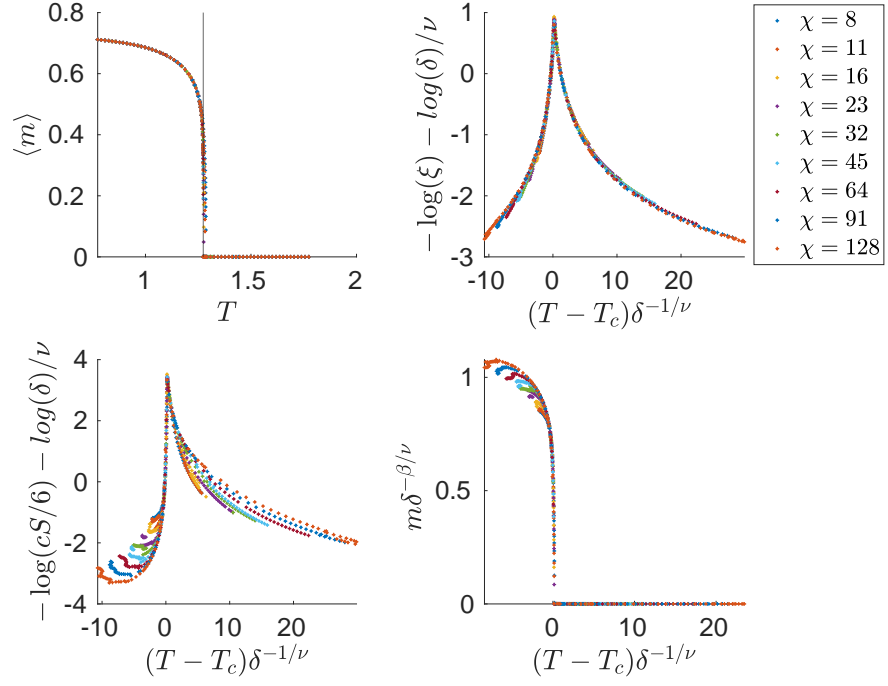 0.8
0.6
0.4
0.2
0
⟨m⟩
1
1.5
2
T
1
0
-1
-2
-3
− log(ξ) − log(δ)/ν
-10
0
10
20
(T − T_c)δ^{−1/ν}
χ = 8
χ = 11
χ = 16
χ = 23
χ = 32
χ = 45
χ = 64
χ = 91
χ = 128
4
2
0
-2
-4
− log(cS/6) − log(δ)/ν
-10
0
10
20
(T − T_c)δ^{−1/ν}
1
0.5
0
mδ^{−β/ν}
0
10
20
(T − T_c)δ^{−1/ν}